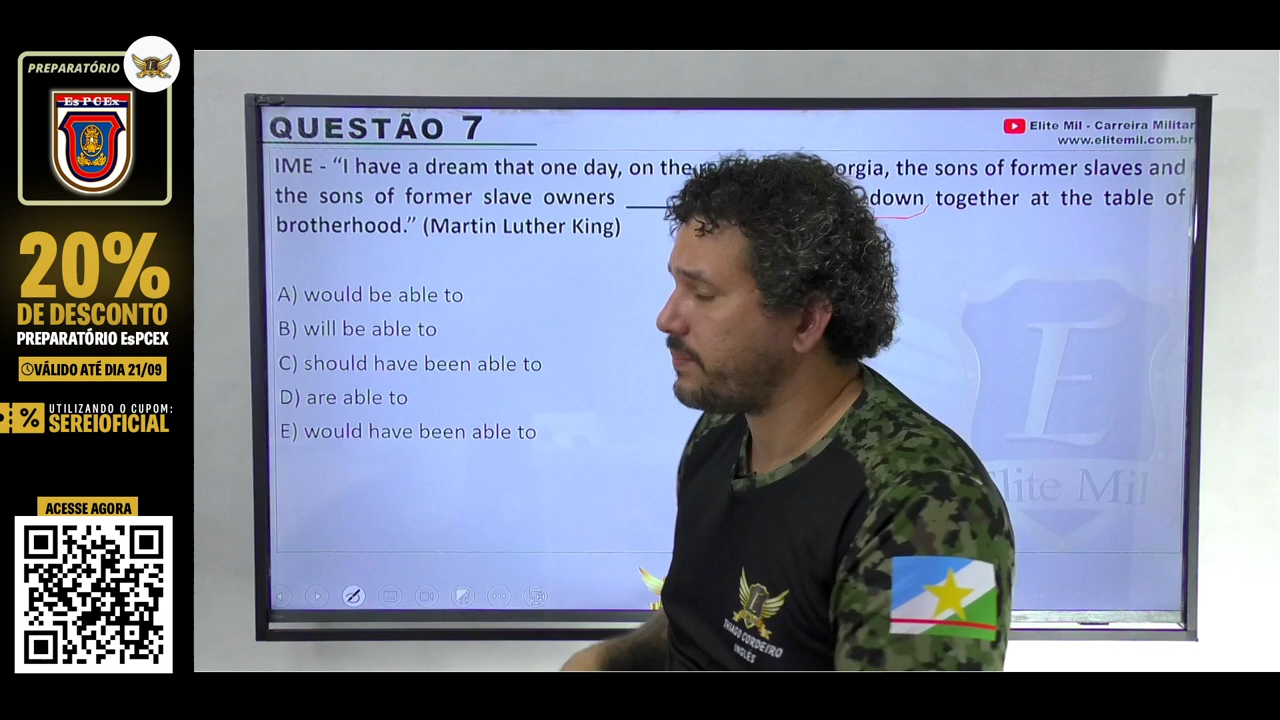 PREPARATÓRIO
EsPCEx
20%
DE DESCONTO
PREPARATÓRIO EsPCEX
VÁLIDO ATÉ DIA 21/09
%
UTILIZANDO O CUPOM:
SEREIOFICIAL
ACESSE AGORA
QUESTÃO 7
Elite Mil - Carreira Militar
www.elitemil.com.br
IME - “I have a dream that one day, on the orgia, the sons of former slaves and
the sons of former slave owners down together at the table of
brotherhood.” (Martin Luther King)
A) would be able to
B) will be able to
C) should have been able to
D) are able to
E) would have been able to
E
lite Mil
THIAGO CORDEIRO
INGLÊS